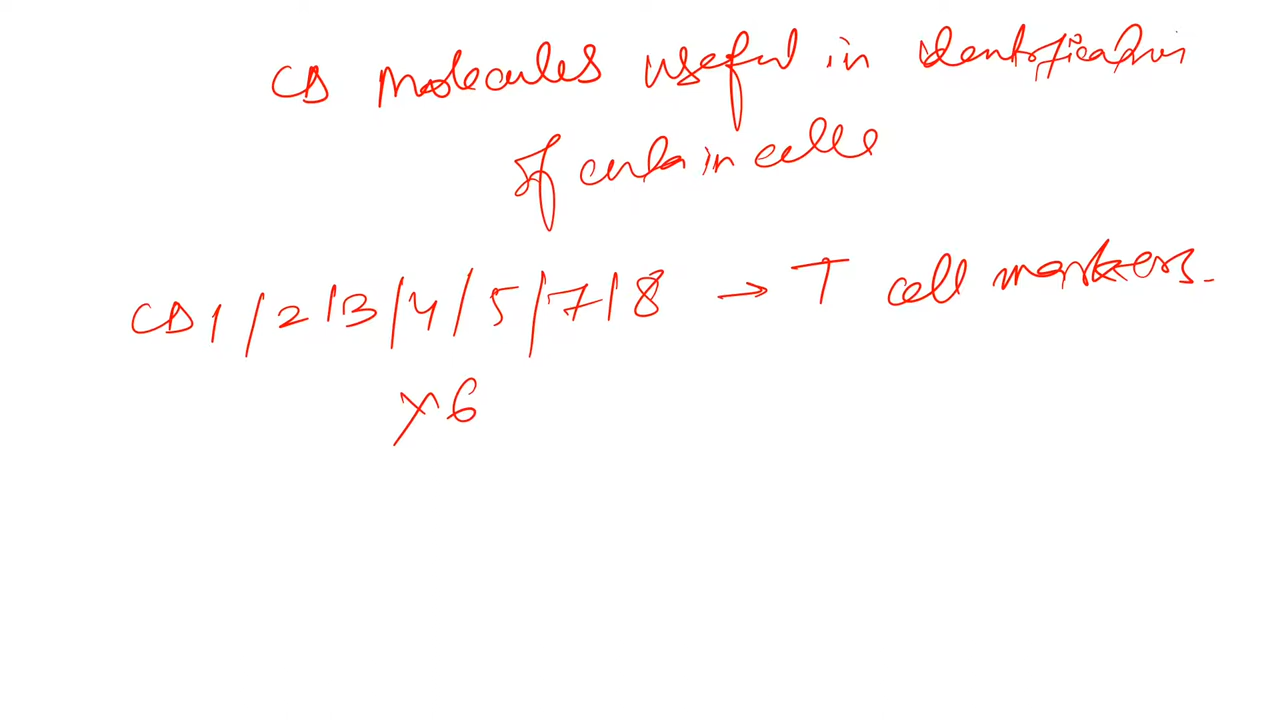 CD Molecules useful in identification
of certain cells
CD 1 / 2 / 3 / 4 / 5 / 7 / 8 → T cell markers.
x 6